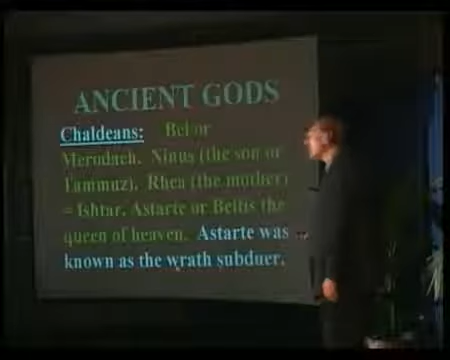 ANCIENT GODS
Chaldeans: Bel or
Merodach. Ninus (the son or
Tammuz). Rhea (the mother)
= Ishtar, Astarte or Beltis the
queen of heaven. Astarte was
known as the wrath subduer.